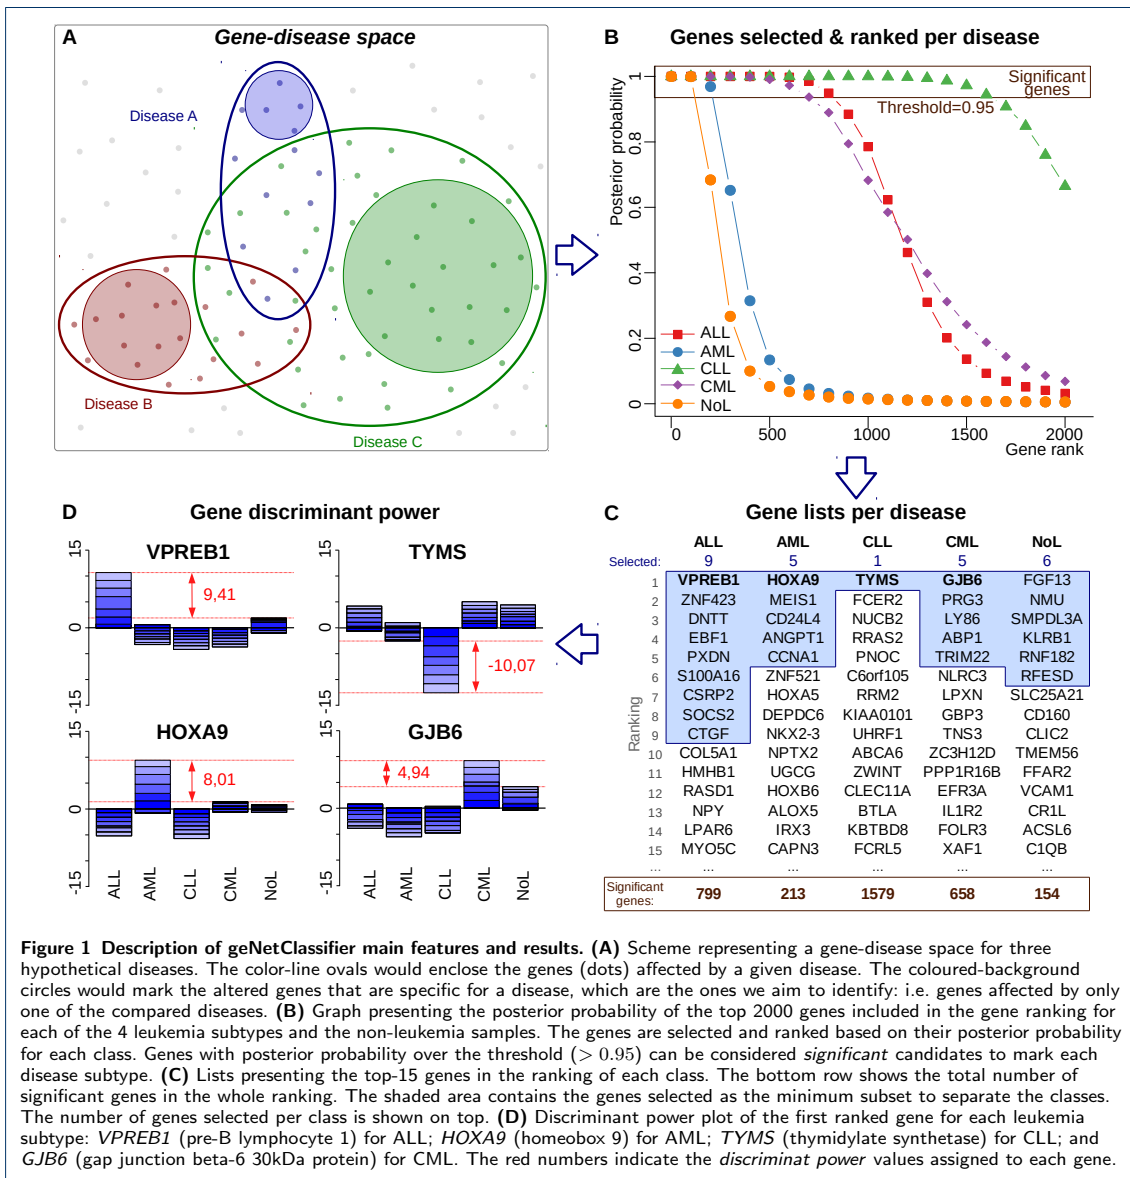 A
Gene-disease space
Disease A
Disease B
Disease C
B
Genes selected & ranked per disease
Posterior probability
1
0.8
0.6
0.4
0.2
0
Significant
genes
Threshold=0.95
ALL
AML
CLL
CML
NoL
0
500
1000
1500
2000
Gene rank
C
Gene lists per disease
ALL AML CLL CML NoL
Selected: 9 5 1 5 6
Ranking
1 VPREB1 HOXA9 TYMS GJB6 FGF13
2 ZNF423 MEIS1 FCER2 PRG3 NMU
3 DNTT CD24L4 NUCB2 LY86 SMPDL3A
4 EBF1 ANGPT1 RRAS2 ABP1 KLRB1
5 PXDN CCNA1 PNOC TRIM22 RNF182
6 S100A16 ZNF521 C6orf105 NLRC3 RFESD
7 CSRP2 HOXA5 RRM2 LPXN SLC25A21
8 SOCS2 DEPDC6 KIAA0101 GBP3 CD160
9 CTGF NKX2-3 UHRF1 TNS3 CLIC2
10 COL5A1 NPTX2 ABCA6 ZC3H12D TMEM56
11 HMHB1 UGCG ZWINT PPP1R16B FFAR2
12 RASD1 HOXB6 CLEC11A EFR3A VCAM1
13 NPY ALOX5 BTLA IL1R2 CR1L
14 LPAR6 IRX3 KBTBD8 FOLR3 ACSL6
15 MYO5C CAPN3 FCRL5 XAF1 C1QB
... ... ... ... ... ...
Significant
genes: 799 213 1579 658 154
D
Gene discriminant power
VPREB1
15
0
-15
9,41
TYMS
15
0
-15
-10,07
HOXA9
15
0
-15
8,01
ALL AML CLL CML NoL
GJB6
15
0
-15
4,94
ALL AML CLL CML NoL
Figure 1 Description of geNetClassifier main features and results. (A) Scheme representing a gene-disease space for three
hypothetical diseases. The color-line ovals would enclose the genes (dots) affected by a given disease. The coloured-background
circles would mark the altered genes that are specific for a disease, which are the ones we aim to identify: i.e. genes affected by only
one of the compared diseases. (B) Graph presenting the posterior probability of the top 2000 genes included in the gene ranking for
each of the 4 leukemia subtypes and the non-leukemia samples. The genes are selected and ranked based on their posterior probability
for each class. Genes with posterior probability over the threshold (> 0.95) can be considered significant candidates to mark each
disease subtype. (C) Lists presenting the top-15 genes in the ranking of each class. The bottom row shows the total number of
significant genes in the whole ranking. The shaded area contains the genes selected as the minimum subset to separate the classes.
The number of genes selected per class is shown on top. (D) Discriminant power plot of the first ranked gene for each leukemia
subtype: VPREB1 (pre-B lymphocyte 1) for ALL; HOXA9 (homeobox 9) for AML; TYMS (thymidylate synthetase) for CLL; and
GJB6 (gap junction beta-6 30kDa protein) for CML. The red numbers indicate the discriminat power values assigned to each gene.